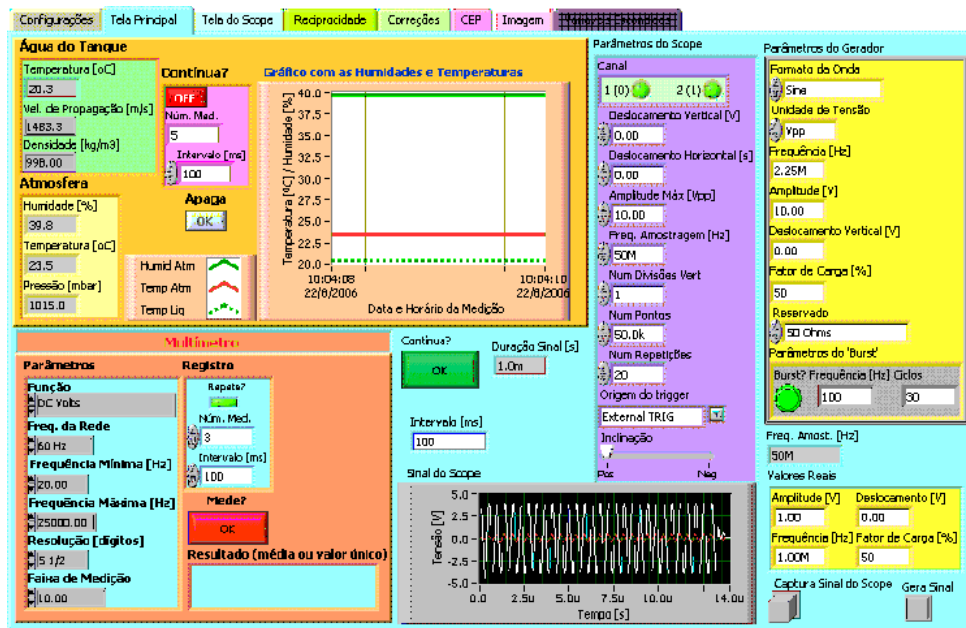 Configurações
Tela Principal
Tela do Scope
Reciprocidade
Correções
CEP
Imagem
Água do Tanque
Temperatura [oC]
20.3
Vel. de Propagação [m/s]
1483.3
Densidade [kg/m3]
998.00
Atmosfera
Humidade [%]
39.8
Temperatura [oC]
23.5
Pressão [mbar]
1015.0
Contínua?
OFF
Núm. Med.
5
Intervalo [ms]
100
Apaga
OK
Humid Atm
Temp Atm
Temp Liq
Gráfico com as Humidades e Temperaturas
Temperatura [ºC] / Humidade [%]
40.0
37.5
35.0
32.5
30.0
27.5
25.0
22.5
20.0
10:04:08
22/8/2006
10:04:10
22/8/2006
Data e Horário da Medição
Multímetro
Parâmetros
Função
DC Volts
Freq. da Rede
60 Hz
Frequência Mínima [Hz]
20.00
Frequência Máxima [Hz]
25000.00
Resolução [dígitos]
5 1/2
Faixa de Medição
10.00
Registro
Repete?
Núm. Med.
3
Intervalo [ms]
100
Mede?
OK
Resultado (média ou valor único)
Continua?
OK
Duração Sinal [s]
1.0m
Intervalo [ms]
100
Sinal do Scope
Tensão [V]
5.0
2.5
0.0
-2.5
-5.0
0.0 2.5u 5.0u 7.5u 10.0u 14.0u
Tempo [s]
Parâmetros do Scope
Canal
1 (0) 2 (1)
Deslocamento Vertical [V]
0.00
Deslocamento Horizontal [s]
0.00
Amplitude Máx [Vpp]
10.00
Freq. Amostragem [Hz]
50M
Num Divisões Vert
1
Num Pontos
50.0k
Num Repetições
20
Origem do trigger
External TRIG
Inclinação
Pos Neg
Parâmetros do Gerador
Formato da Onda
Sine
Unidade de Tensão
Vpp
Frequência [Hz]
2.25M
Amplitude [V]
10.00
Deslocamento Vertical [V]
0.00
Fator de Carga [%]
50
Reservado
50 Ohms
Parâmetros do 'Burst'
Burst? Frequência [Hz] Ciclos
100 30
Freq. Amost. [Hz]
50M
Valores Reais
Amplitude [V] Deslocamento [V]
1.00 0.00
Frequência [Hz] Fator de Carga [%]
1.00M 50
Captura Sinal do Scope
Gera Sinal